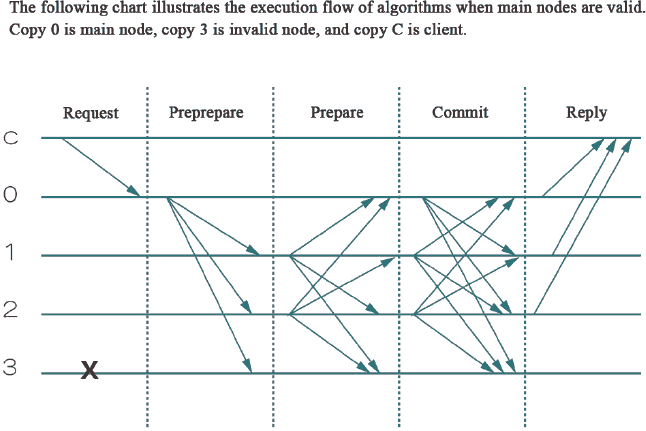 The following chart illustrates the execution flow of algorithms when main nodes are valid.
Copy 0 is main node, copy 3 is invalid node, and copy C is client.
Request Preprepare Prepare Commit Reply
C
0
1
2
3 X